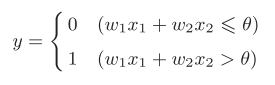 y = { 0 (w₁x₁ + w₂x₂ ⩽ θ)
1 (w₁x₁ + w₂x₂ > θ)